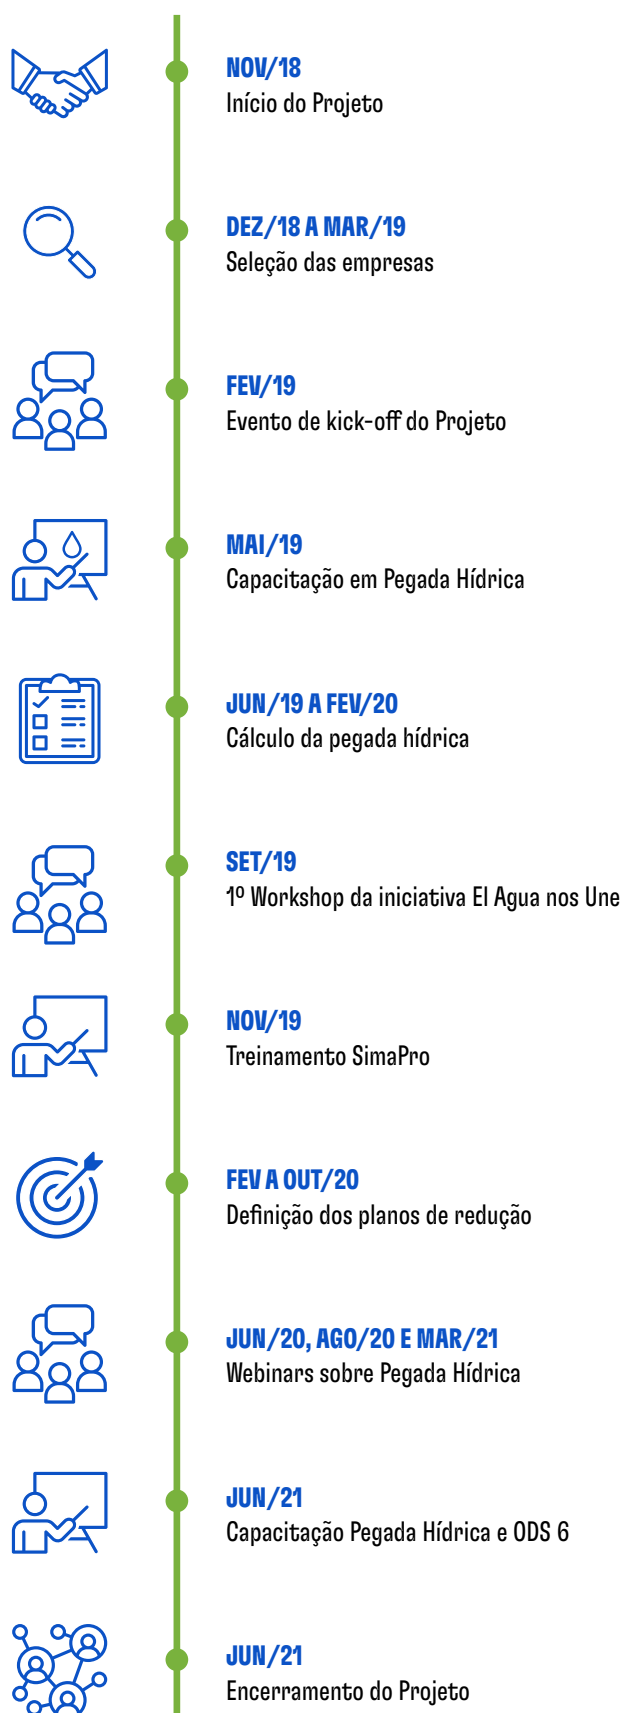 NOV/18
Início do Projeto
DEZ/18 A MAR/19
Seleção das empresas
FEV/19
Evento de kick-off do Projeto
MAI/19
Capacitação em Pegada Hídrica
JUN/19 A FEV/20
Cálculo da pegada hídrica
SET/19
1º Workshop da iniciativa El Agua nos Une
NOV/19
Treinamento SimaPro
FEV A OUT/20
Definição dos planos de redução
JUN/20, AGO/20 E MAR/21
Webinars sobre Pegada Hídrica
JUN/21
Capacitação Pegada Hídrica e ODS 6
JUN/21
Encerramento do Projeto